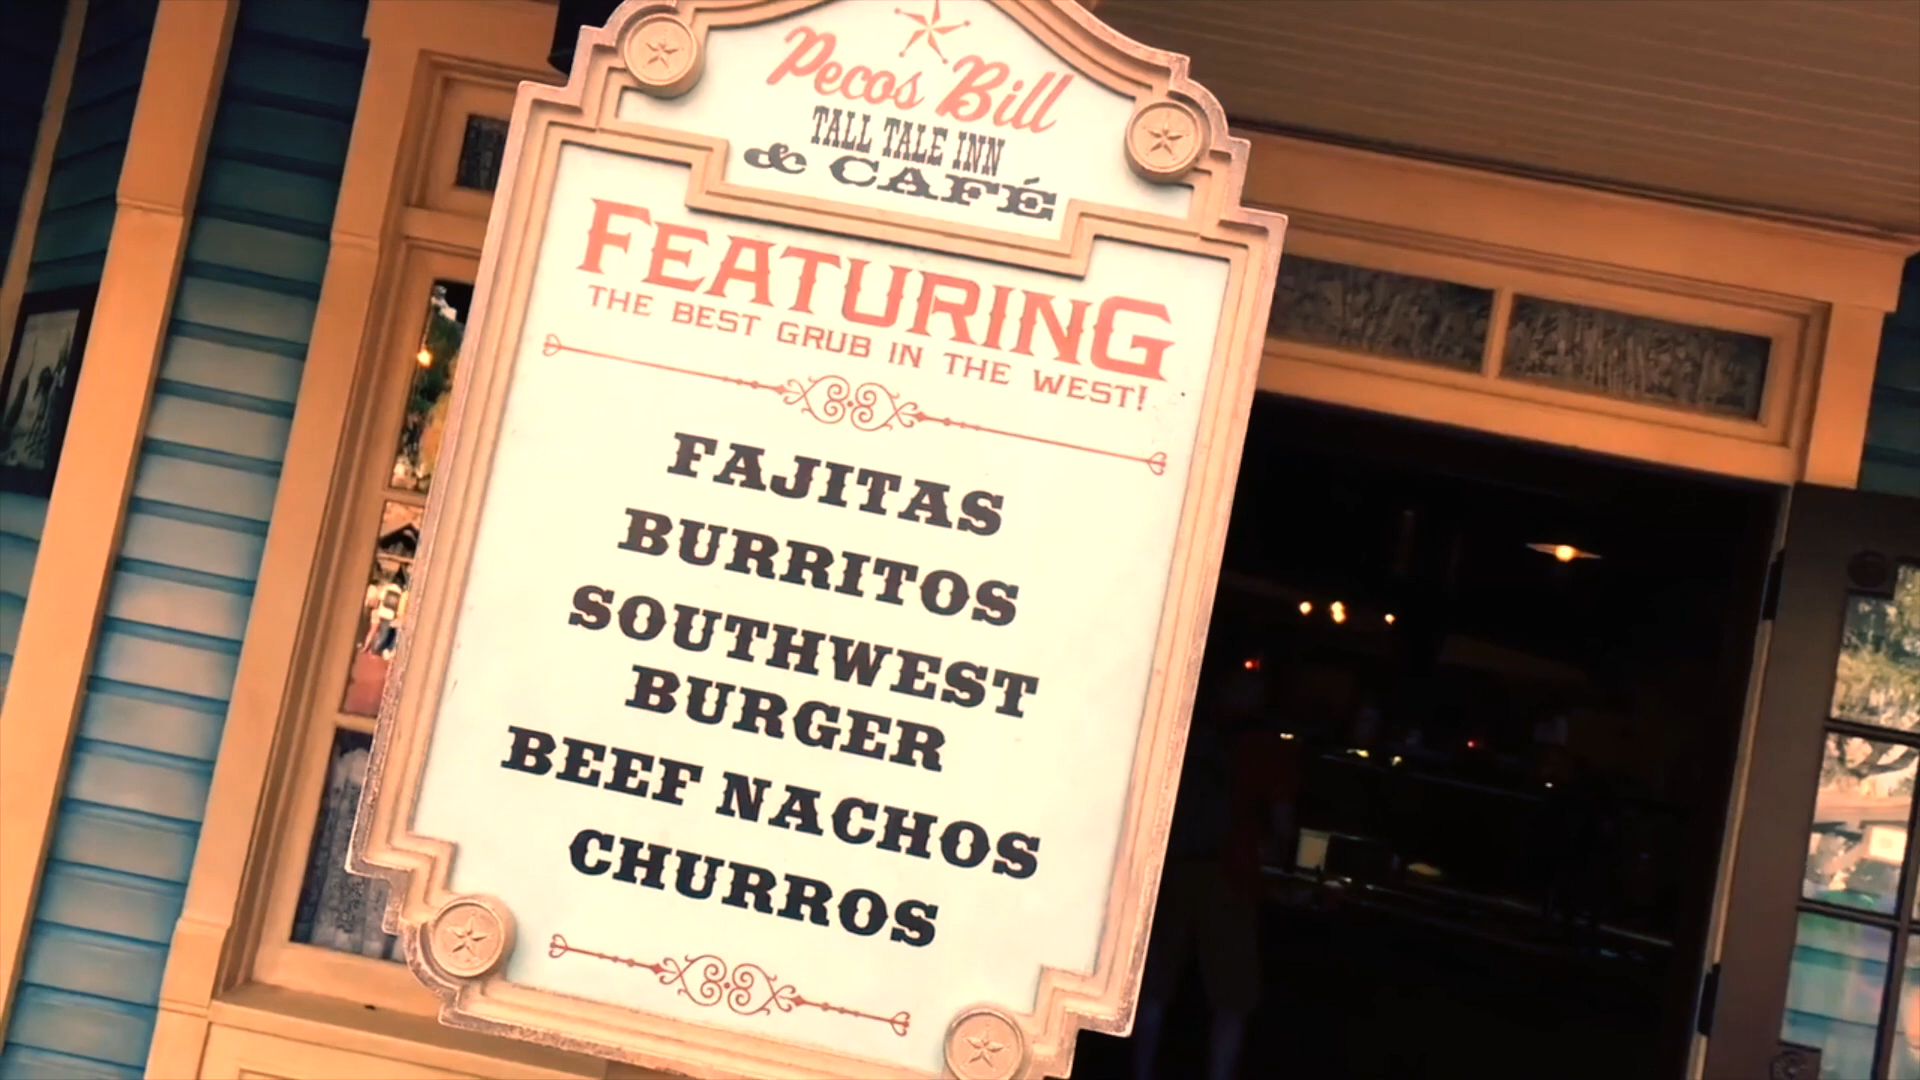 Pecos Bill
TALL TALE INN
& CAFÉ
FEATURING
THE BEST GRUB IN THE WEST!
FAJITAS
BURRITOS
SOUTHWEST
BURGER
BEEF NACHOS
CHURROS